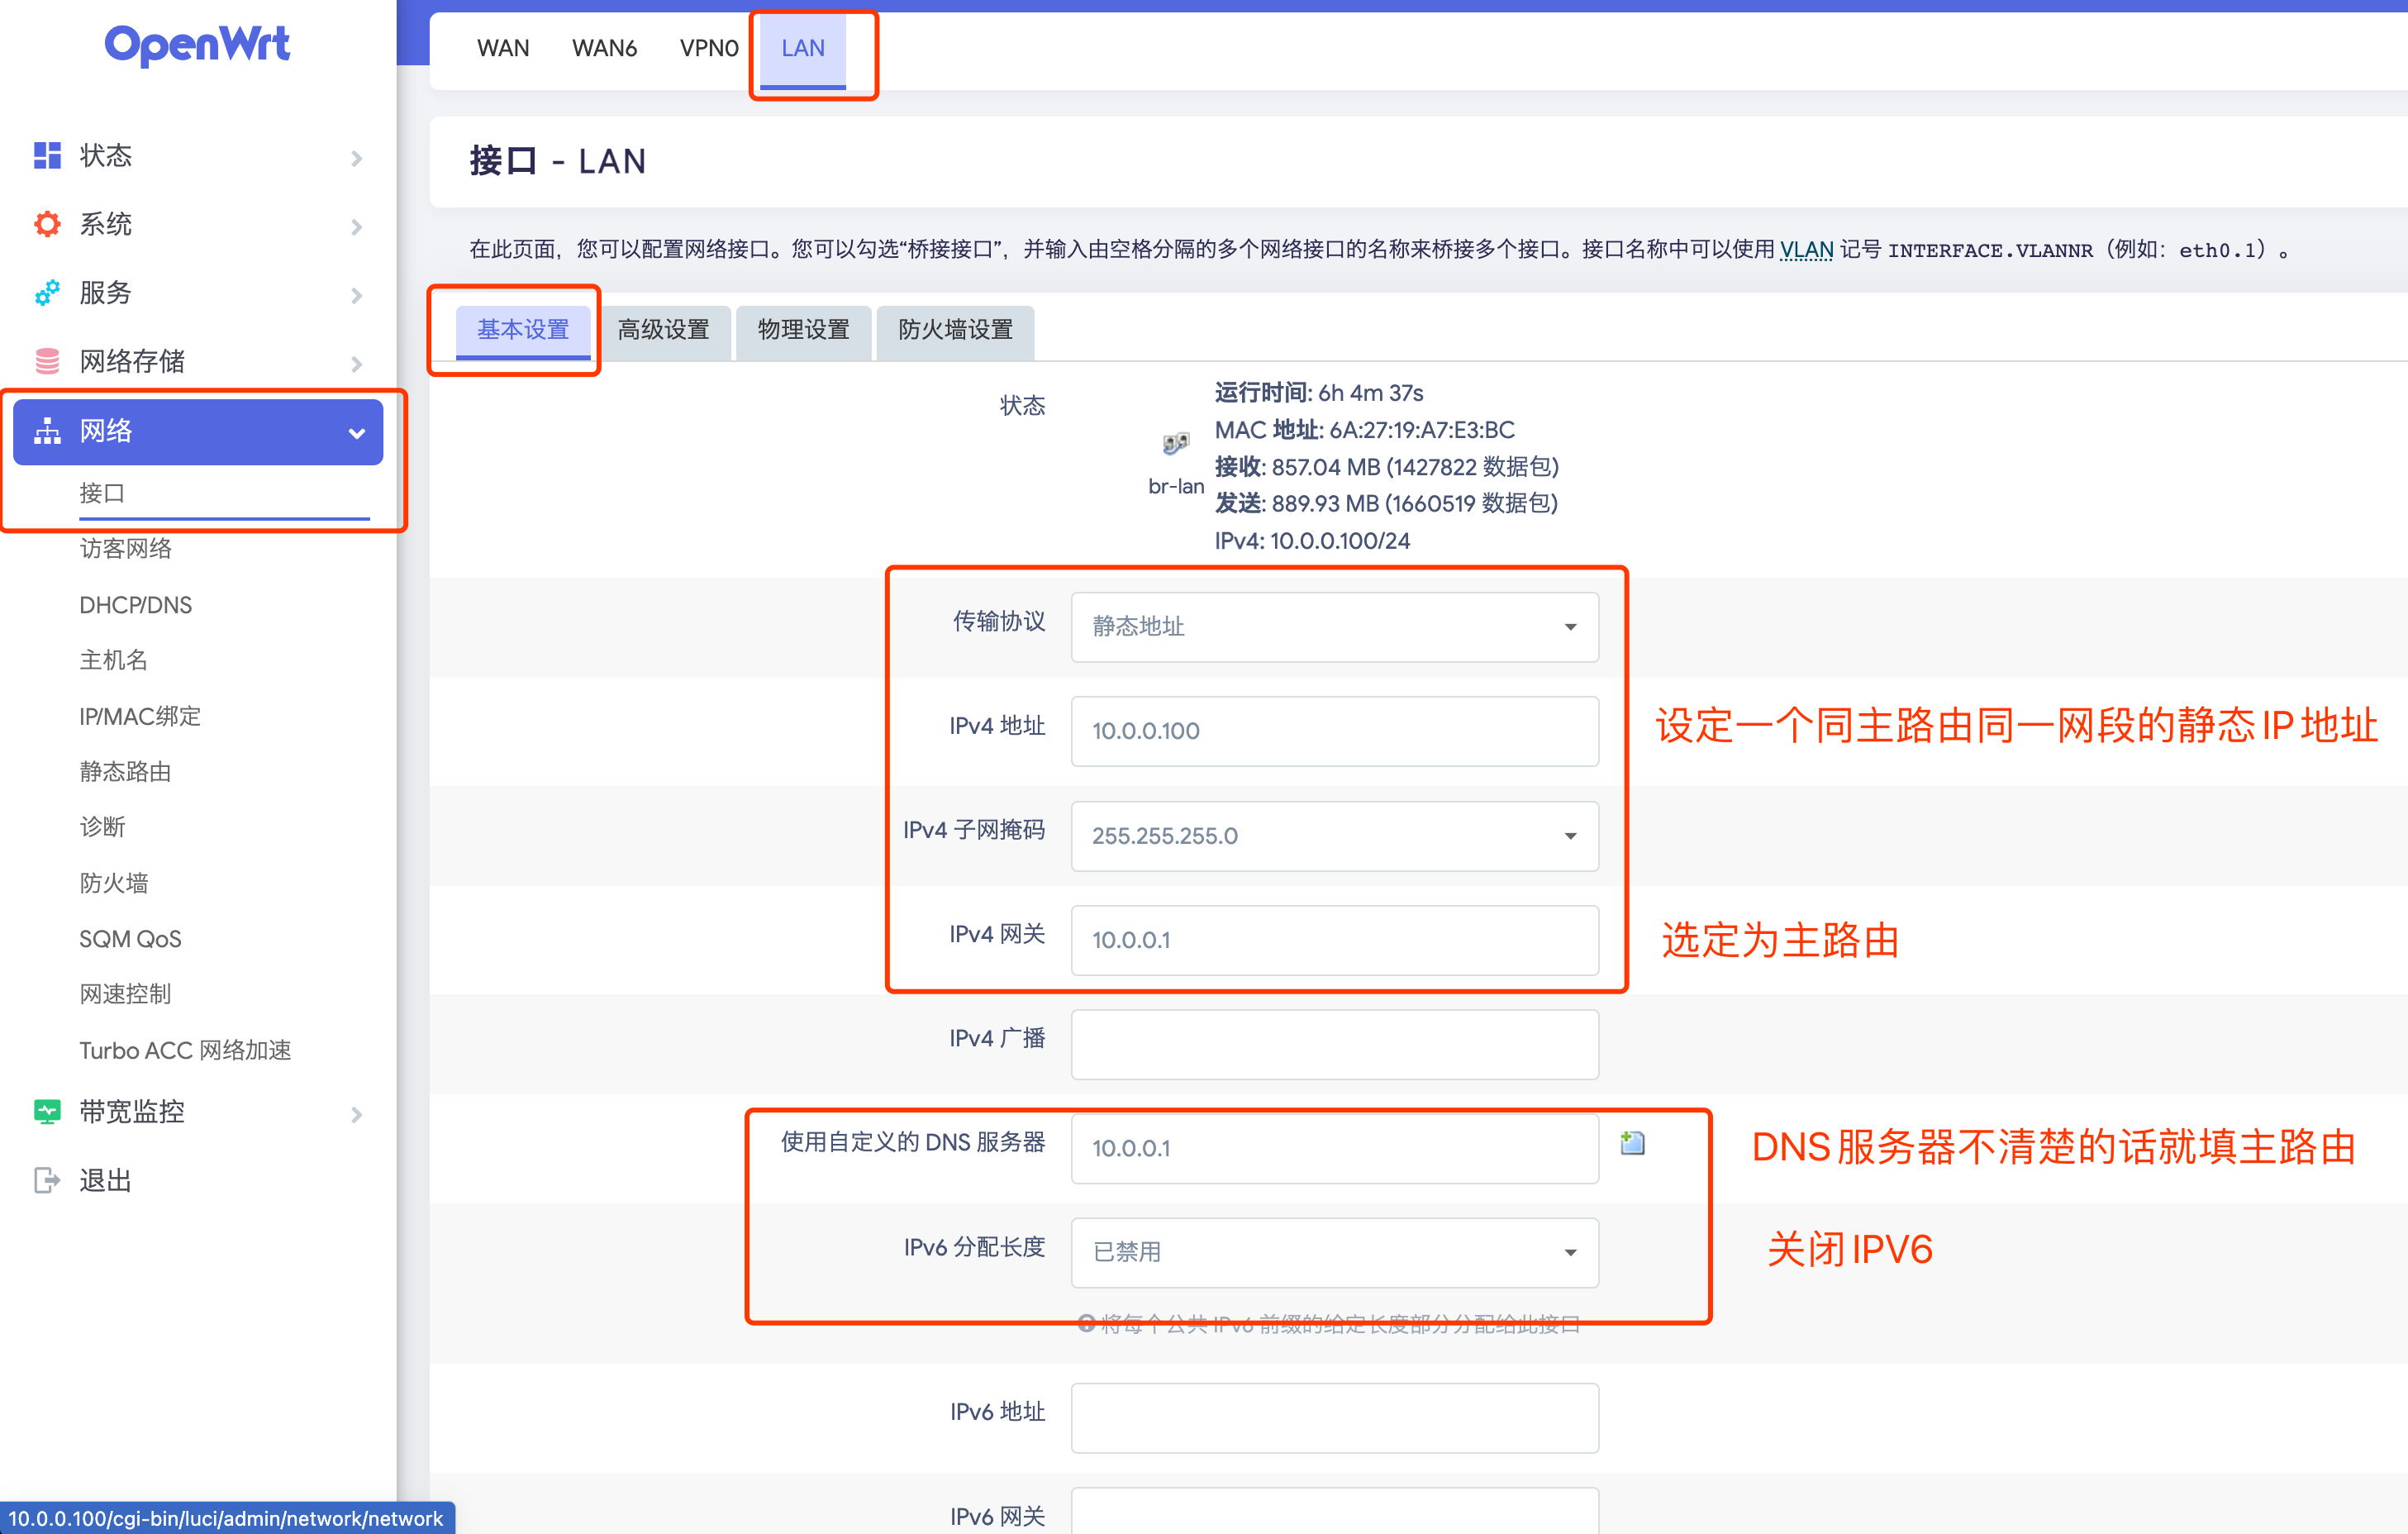 OpenWrt
状态
系统
服务
网络存储
网络
接口
访客网络
DHCP/DNS
主机名
IP/MAC绑定
静态路由
诊断
防火墙
SQM QoS
网速控制
Turbo ACC 网络加速
带宽监控
退出
10.0.0.100/cgi-bin/luci/admin/network/network
WAN WAN6 VPN0 LAN
接口 - LAN
在此页面，您可以配置网络接口。您可以勾选“桥接接口”，并输入由空格分隔的多个网络接口的名称来桥接多个接口。接口名称中可以使用 VLAN 记号 INTERFACE.VLANNR（例如：eth0.1）。
基本设置 高级设置 物理设置 防火墙设置
状态
br-lan
运行时间: 6h 4m 37s
MAC 地址: 6A:27:19:A7:E3:BC
接收: 857.04 MB (1427822 数据包)
发送: 889.93 MB (1660519 数据包)
IPv4: 10.0.0.100/24
传输协议 静态地址
IPv4 地址 10.0.0.100 设定一个同主路由同一网段的静态IP地址
IPv4 子网掩码 255.255.255.0
IPv4 网关 10.0.0.1 选定为主路由
IPv4 广播
使用自定义的 DNS 服务器 10.0.0.1 DNS服务器不清楚的话就填主路由
IPv6 分配长度 已禁用 关闭IPV6
将每个公共 IPv6 前缀的给定长度部分分配给此接口
IPv6 地址
IPv6 网关